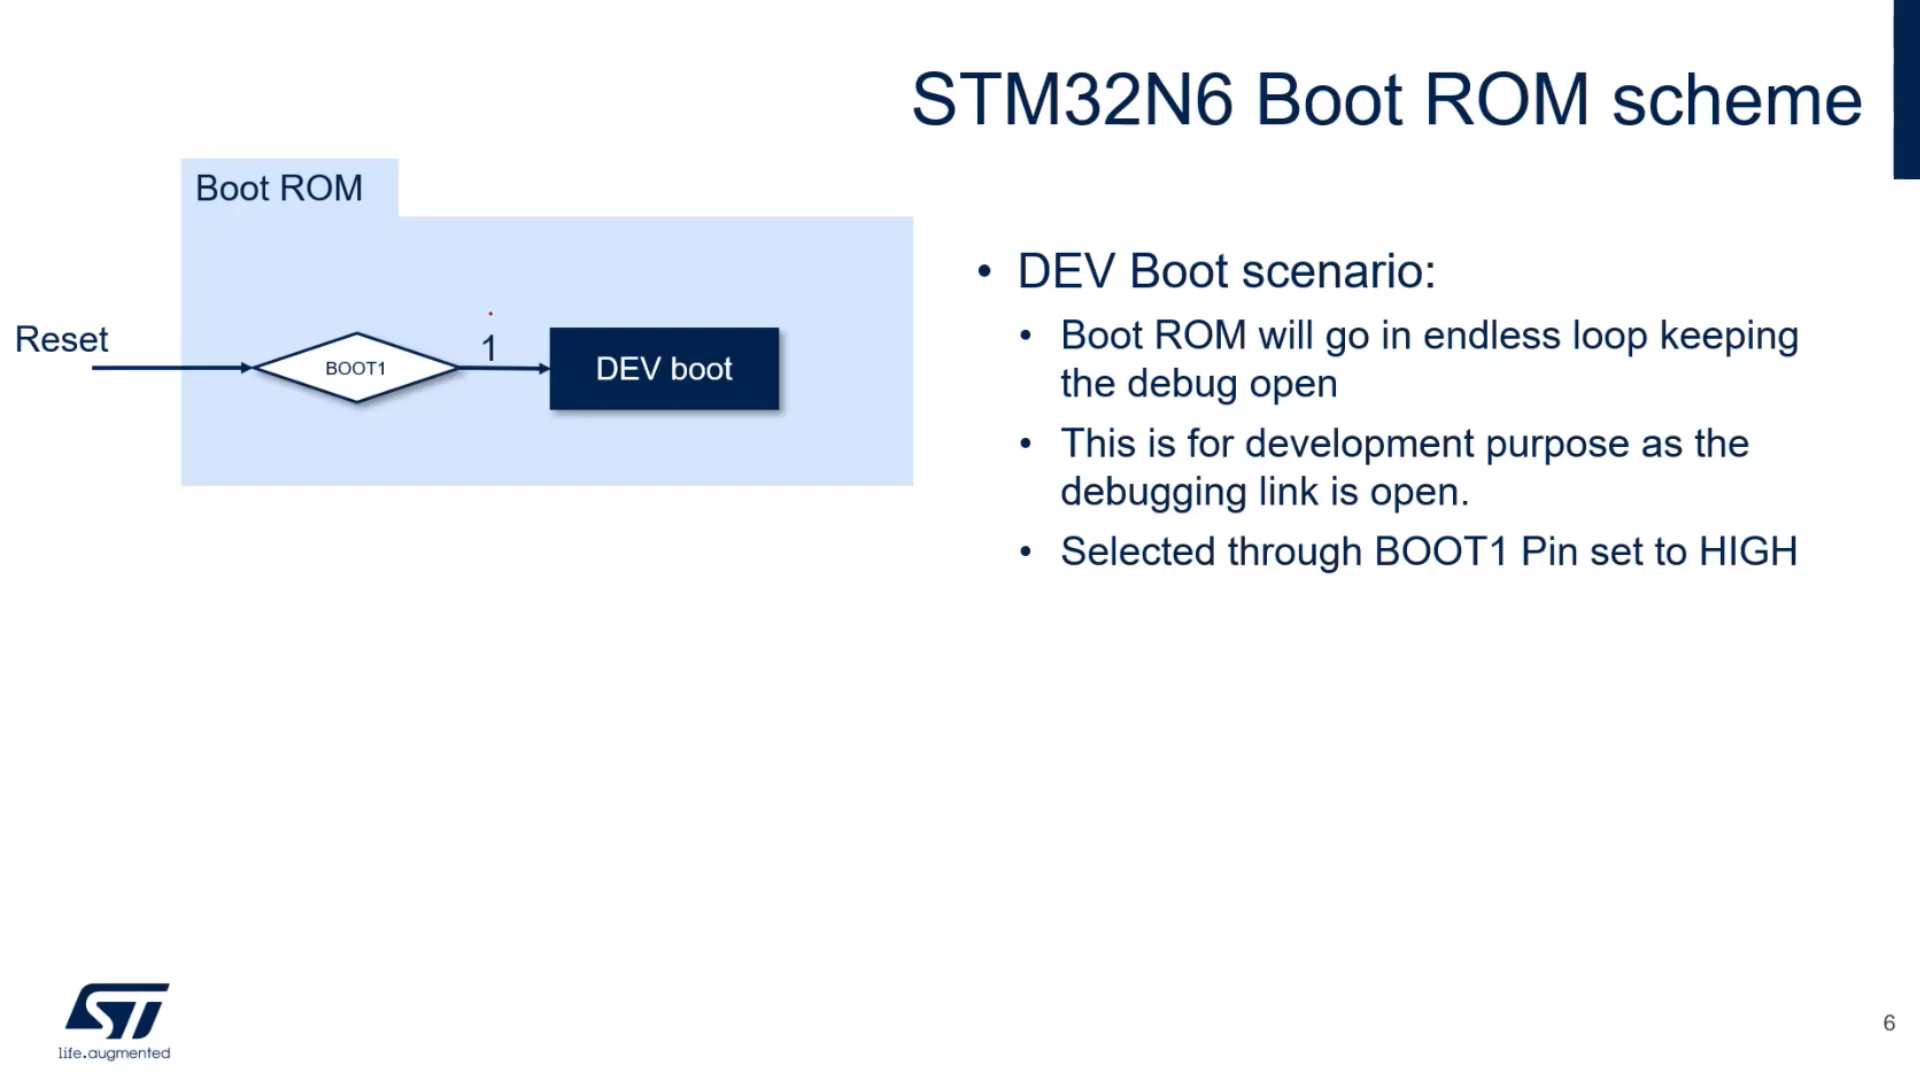 STM32N6 Boot ROM scheme
Boot ROM
Reset
BOOT1
1
DEV boot
• DEV Boot scenario:
• Boot ROM will go in endless loop keeping
the debug open
• This is for development purpose as the
debugging link is open.
• Selected through BOOT1 Pin set to HIGH
ST
life.augmented
6